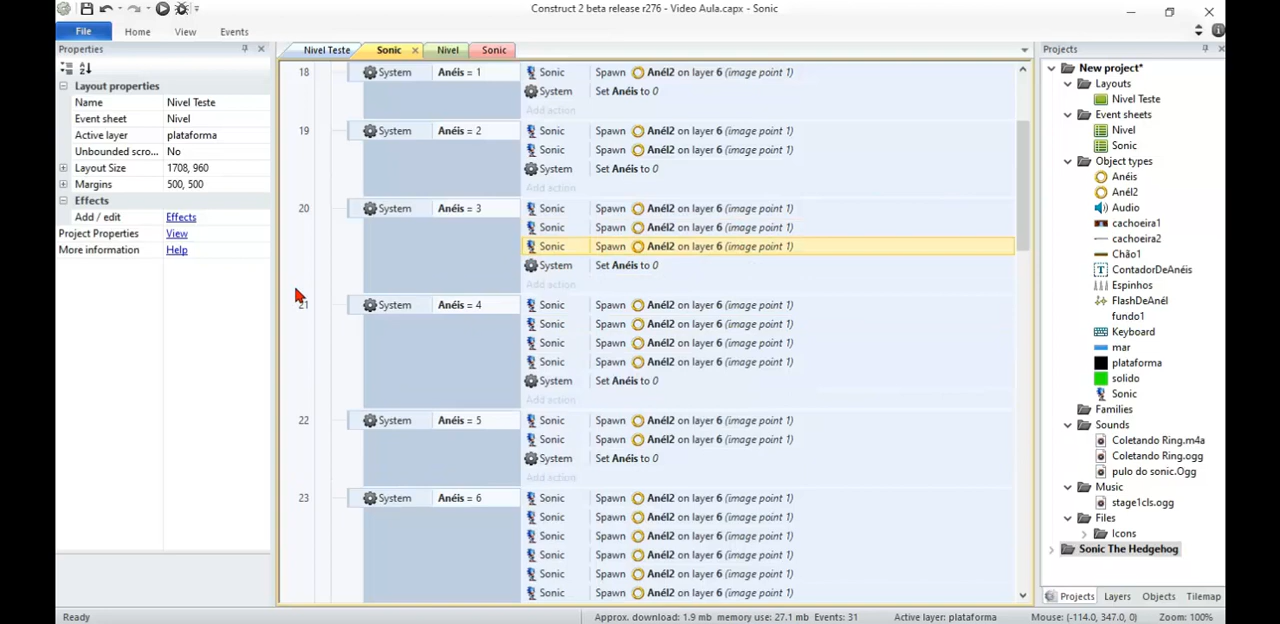 Construct 2 beta release r276 - Video Aula.capx - Sonic
File Home View Events
Properties
Layout properties
Name Nivel Teste
Event sheet Nivel
Active layer plataforma
Unbounded scro... No
Layout Size 1708, 960
Margins 500, 500
Effects
Add / edit Effects
Project Properties View
More information Help
Nivel Teste Sonic Nivel Sonic
18 System Anéis = 1 Sonic Spawn Anél2 on layer 6 (image point 1)
System Set Anéis to 0
Add action
19 System Anéis = 2 Sonic Spawn Anél2 on layer 6 (image point 1)
Sonic Spawn Anél2 on layer 6 (image point 1)
System Set Anéis to 0
Add action
20 System Anéis = 3 Sonic Spawn Anél2 on layer 6 (image point 1)
Sonic Spawn Anél2 on layer 6 (image point 1)
Sonic Spawn Anél2 on layer 6 (image point 1)
System Set Anéis to 0
Add action
21 System Anéis = 4 Sonic Spawn Anél2 on layer 6 (image point 1)
Sonic Spawn Anél2 on layer 6 (image point 1)
Sonic Spawn Anél2 on layer 6 (image point 1)
Sonic Spawn Anél2 on layer 6 (image point 1)
System Set Anéis to 0
Add action
22 System Anéis = 5 Sonic Spawn Anél2 on layer 6 (image point 1)
Sonic Spawn Anél2 on layer 6 (image point 1)
System Set Anéis to 0
Add action
23 System Anéis = 6 Sonic Spawn Anél2 on layer 6 (image point 1)
Sonic Spawn Anél2 on layer 6 (image point 1)
Sonic Spawn Anél2 on layer 6 (image point 1)
Sonic Spawn Anél2 on layer 6 (image point 1)
Sonic Spawn Anél2 on layer 6 (image point 1)
Sonic Spawn Anél2 on layer 6 (image point 1)
Projects
New project*
Layouts
Nivel Teste
Event sheets
Nivel
Sonic
Object types
Anéis
Anél2
Audio
cachoeira1
cachoeira2
Chão1
ContadorDeAnéis
Espinhos
FlashDeAnél
fundo1
Keyboard
mar
plataforma
solido
Sonic
Families
Sounds
Coletando Ring.m4a
Coletando Ring.ogg
pulo do sonic.Ogg
Music
stage1cls.ogg
Files
Icons
Sonic The Hedgehog
Projects Layers Objects Tilemap
Ready Approx. download: 1.9 mb memory use: 27.1 mb Events: 31 Active layer: plataforma Mouse: (-114.0, 347.0, 0) Zoom: 100%